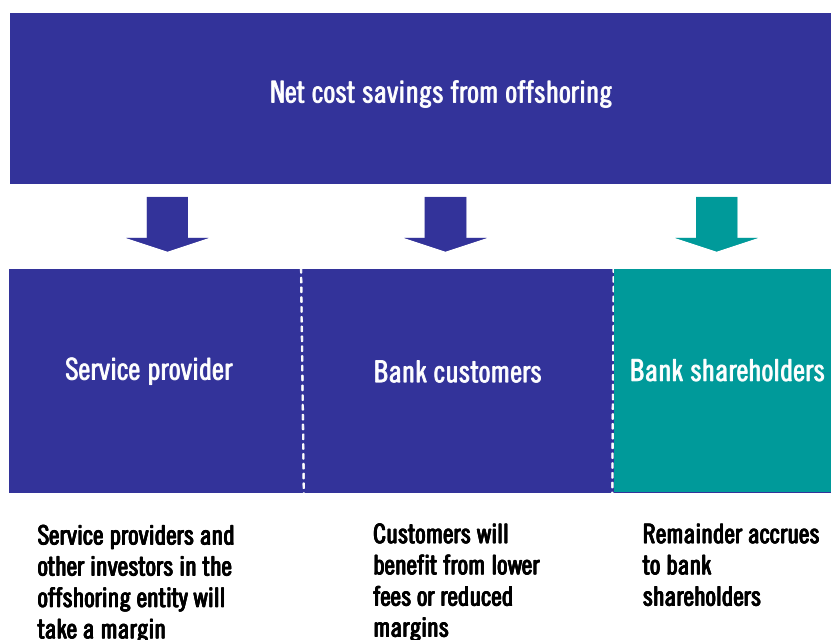 Net cost savings from offshoring
Service provider
Bank customers
Bank shareholders
Service providers and
other investors in the
offshoring entity will
take a margin
Customers will
benefit from lower
fees or reduced
margins
Remainder accrues
to bank
shareholders